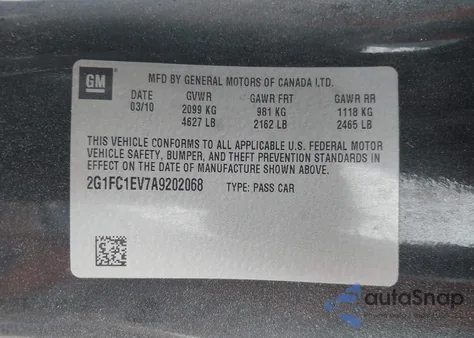 GM
MFD BY GENERAL MOTORS OF CANADA LTD.
DATE GVWR GAWR FRT GAWR RR
03/10 2099 KG 981 KG 1118 KG
4627 LB 2162 LB 2465 LB
THIS VEHICLE CONFORMS TO ALL APPLICABLE U.S. FEDERAL MOTOR
VEHICLE SAFETY, BUMPER, AND THEFT PREVENTION STANDARDS IN
EFFECT ON THE DATE OF MANUFACTURE SHOWN ABOVE.
2G1FC1EV7A9202068 TYPE: PASS CAR
autoSnap